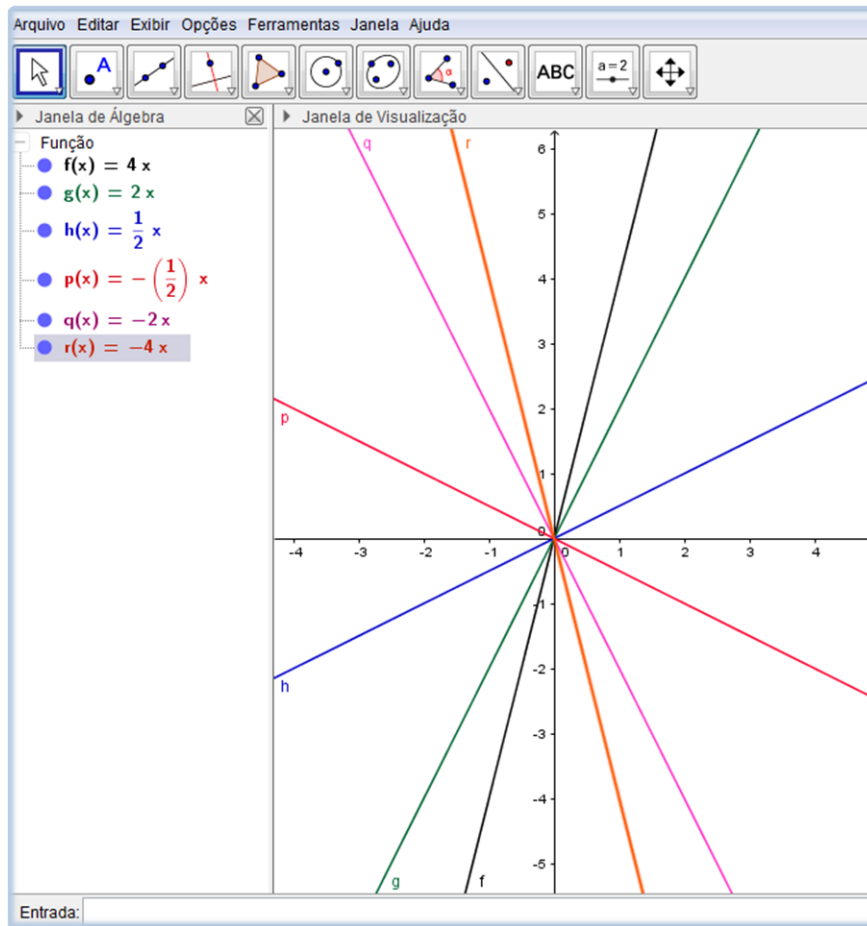 Arquivo Editar Exibir Opções Ferramentas Janela Ajuda
A
α
ABC
a=2
Janela de Álgebra
Janela de Visualização
Função
f(x) = 4 x
g(x) = 2 x
h(x) = 1/2 x
p(x) = - (1/2) x
q(x) = -2 x
r(x) = -4 x
q
r
6
5
4
3
2
p
1
0
-4 -3 -2 -1 0 1 2 3 4
-1
-2
h
-3
-4
-5
g
f
Entrada: